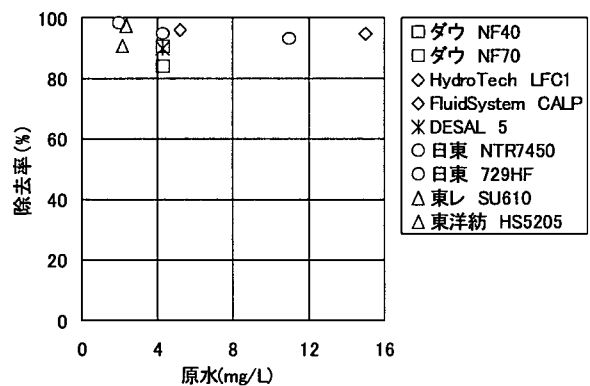 100
80
60
40
20
0
除去率(%)
0 4 8 12 16
原水(mg/L)
ダウ NF40
ダウ NF70
HydroTech LFC1
FluidSystem CALP
DESAL 5
日東 NTR7450
日東 729HF
東レ SU610
東洋紡 HS5205